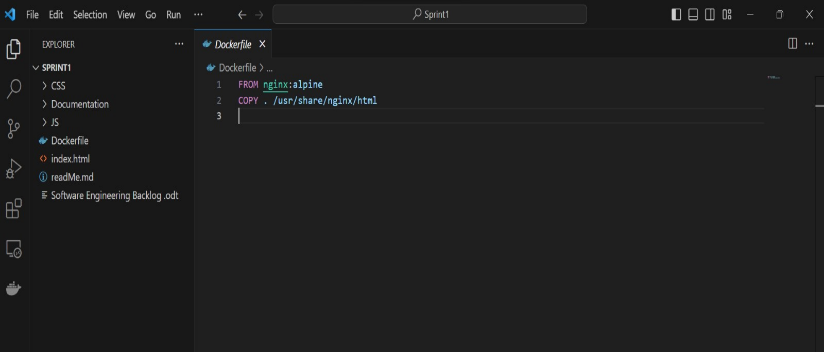 File Edit Selection View Go Run ···
Sprint1
EXPLORER ···
SPRINT1
CSS
Documentation
JS
Dockerfile
index.html
readMe.md
Software Engineering Backlog .odt
Dockerfile
Dockerfile > ...
1 FROM nginx:alpine
2 COPY . /usr/share/nginx/html
3